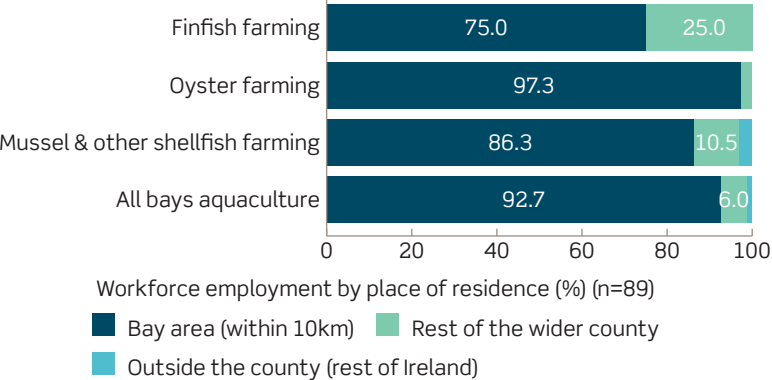 Finfish farming 75.0 25.0
Oyster farming 97.3
Mussel & other shellfish farming 86.3 10.5
All bays aquaculture 92.7 6.0
0 20 40 60 80 100
Workforce employment by place of residence (%) (n=89)
Bay area (within 10km) Rest of the wider county
Outside the county (rest of Ireland)